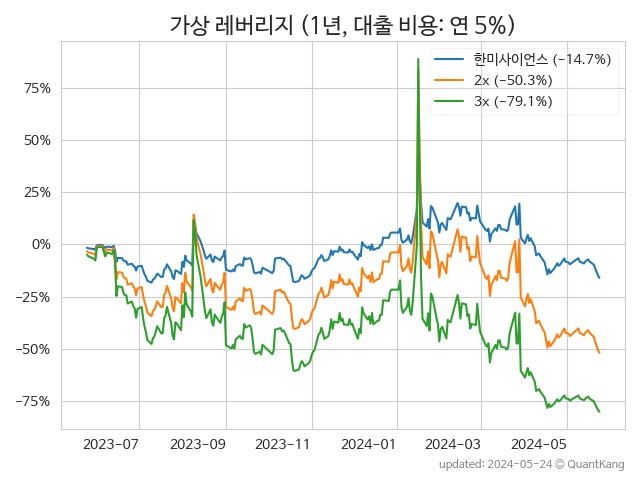 가상 레버리지 (1년, 대출 비용: 연 5%)
한미사이언스 (−14.7%)
2x (−50.3%)
3x (−79.1%)
75%
50%
25%
0%
−25%
−50%
−75%
2023-07 2023-09 2023-11 2024-01 2024-03 2024-05
updated: 2024-05-24 © QuantKang